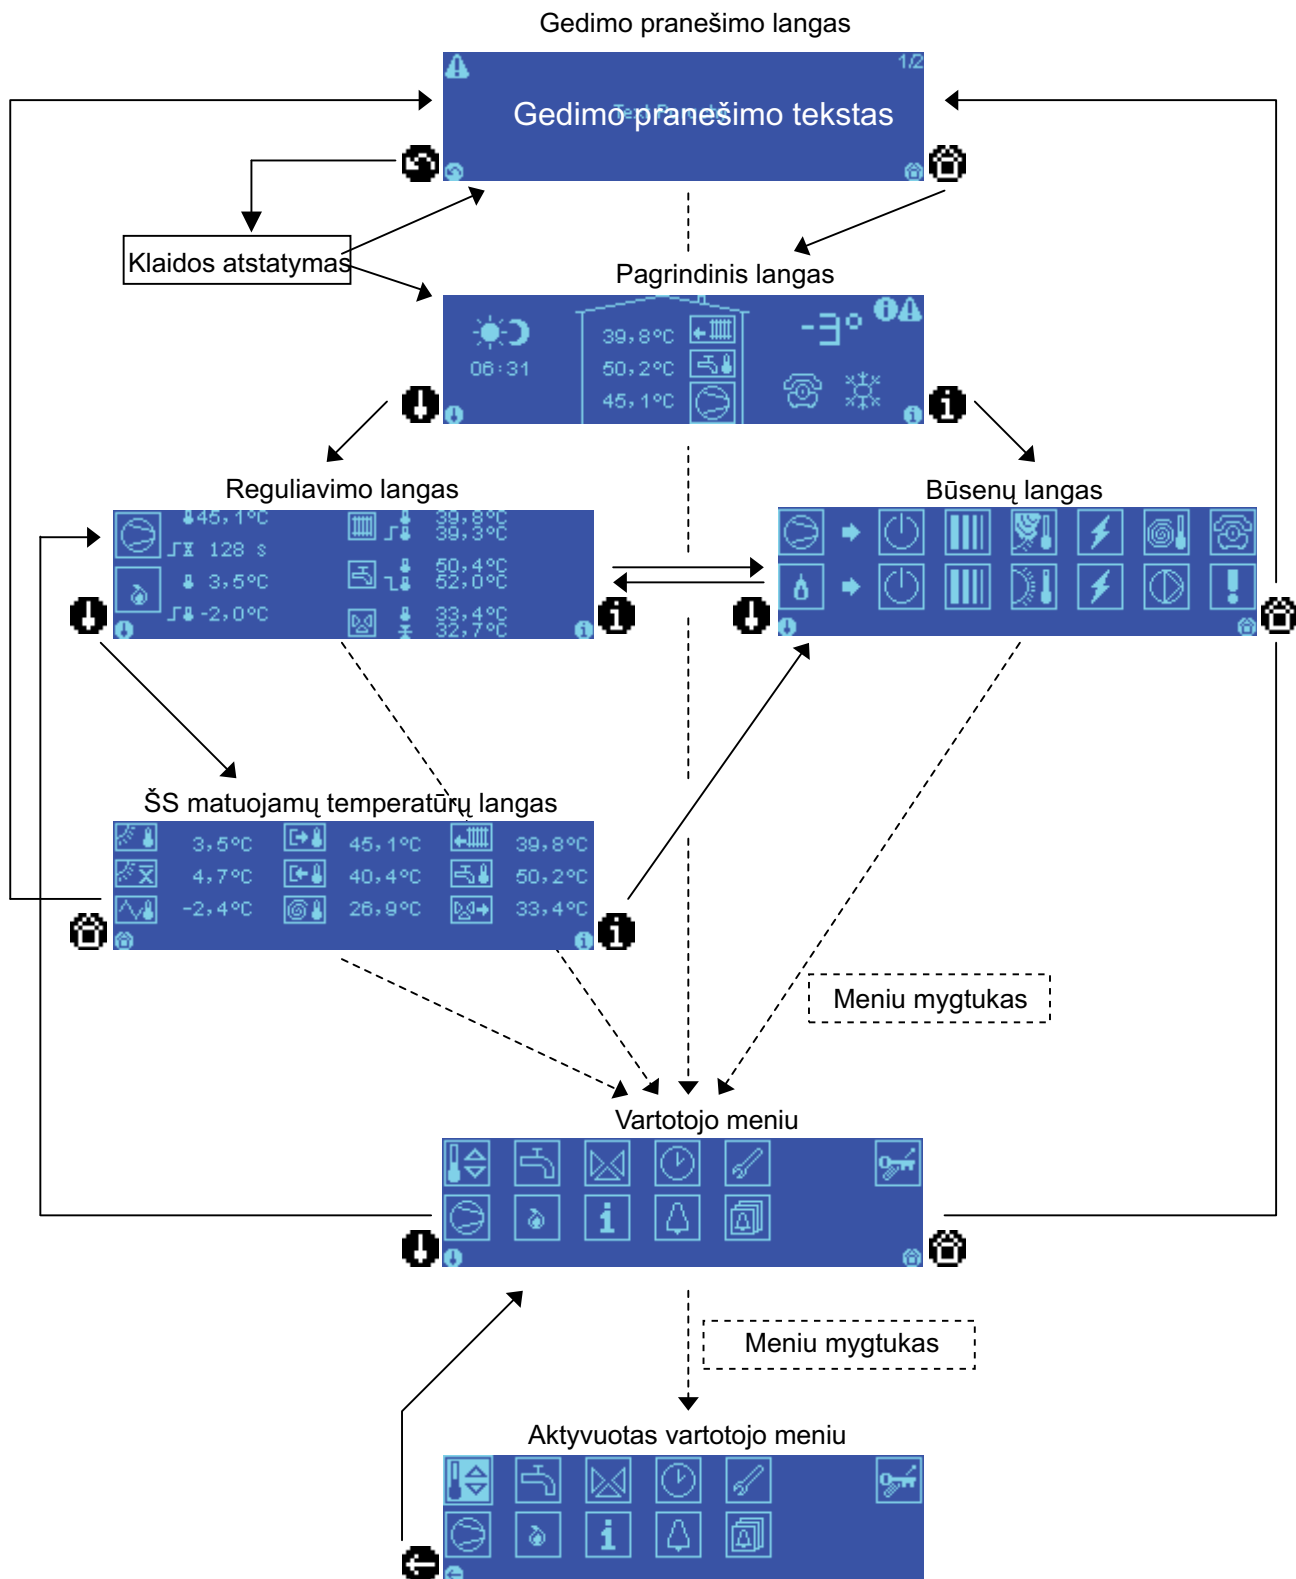 Gedimo pranešimo langas
1/2
Gedimo pranešimo tekstas
Klaidos atstatymas
Pagrindinis langas
-3°
39,8°C
06:31
50,2°C
45,1°C
Reguliavimo langas
Būsenų langas
45,1°C
39,8°C
39,3°C
128 s
50,4°C
3,5°C
52,0°C
-2,0°C
33,4°C
32,7°C
ŠS matuojamų temperatūrų langas
3,5°C
45,1°C
39,8°C
4,7°C
40,4°C
50,2°C
-2,4°C
26,9°C
33,4°C
Meniu mygtukas
Vartotojo meniu
Meniu mygtukas
Aktyvuotas vartotojo meniu